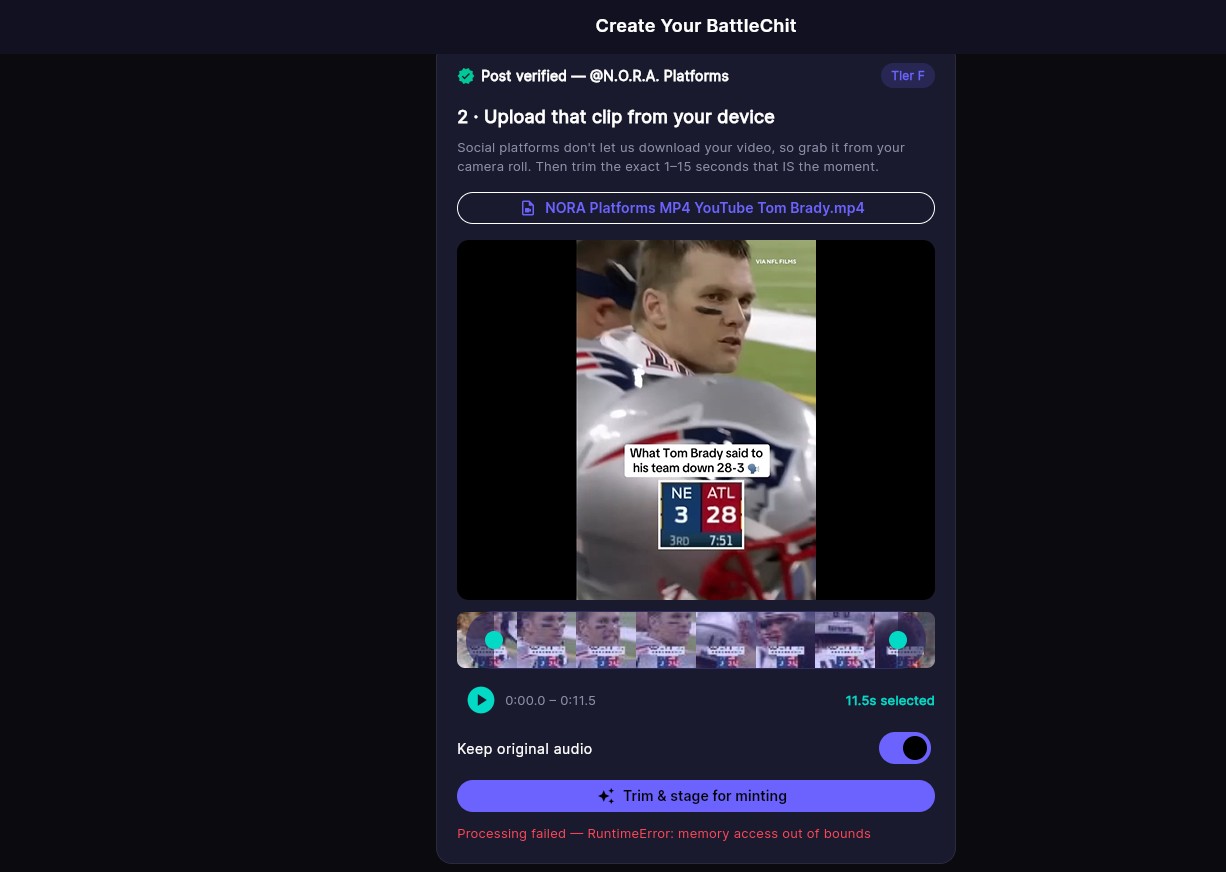 Create Your BattleChit
Post verified — @N.O.R.A. Platforms
Tier F
2 · Upload that clip from your device
Social platforms don't let us download your video, so grab it from your
camera roll. Then trim the exact 1–15 seconds that IS the moment.
NORA Platforms MP4 YouTube Tom Brady.mp4
VIA NFL FILMS
What Tom Brady said to
his team down 28-3
NE ATL
3 28
3RD 7:51
0:00.0 – 0:11.5
11.5s selected
Keep original audio
Trim & stage for minting
Processing failed — RuntimeError: memory access out of bounds